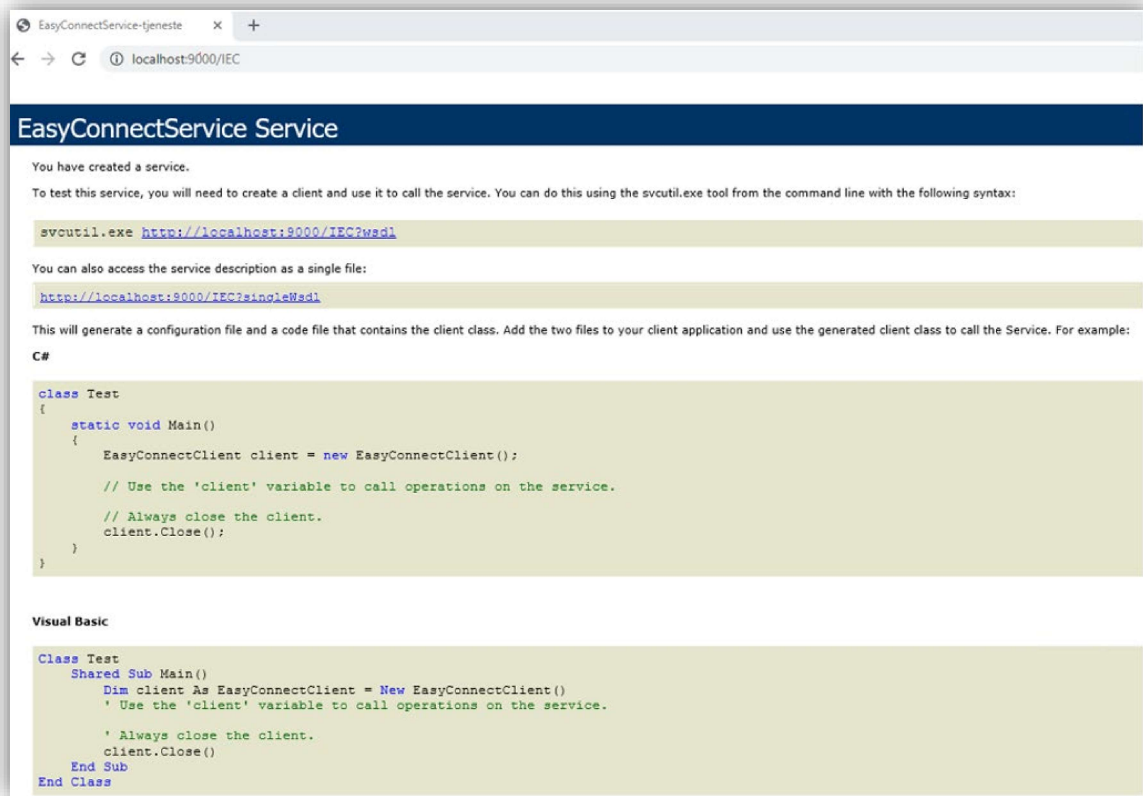 EasyConnectService-tjeneste
localhost:9000/IEC
EasyConnectService Service
You have created a service.
To test this service, you will need to create a client and use it to call the service. You can do this using the svcutil.exe tool from the command line with the following syntax:
svcutil.exe http://localhost:9000/IEC?wsdl
You can also access the service description as a single file:
http://localhost:9000/IEC?singleWsdl
This will generate a configuration file and a code file that contains the client class. Add the two files to your client application and use the generated client class to call the Service. For example:
C#
class Test
{
    static void Main()
    {
        EasyConnectClient client = new EasyConnectClient();
        // Use the 'client' variable to call operations on the service.
        // Always close the client.
        client.Close();
    }
}
Visual Basic
Class Test
    Shared Sub Main()
        Dim client As EasyConnectClient = New EasyConnectClient()
        ' Use the 'client' variable to call operations on the service.
        ' Always close the client.
        client.Close()
    End Sub
End Class